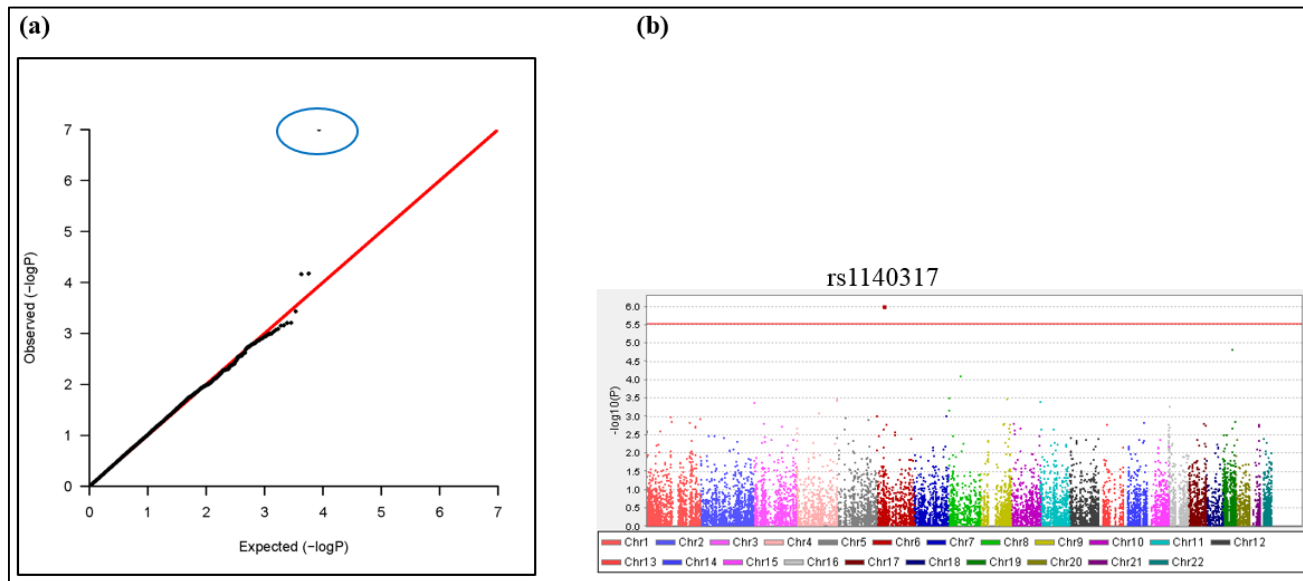 (a)
(b)
7
6
5
4
3
2
1
0
Observed (−logP)
0 1 2 3 4 5 6 7
Expected (−logP)
rs1140317
6.0
5.5
5.0
4.5
4.0
3.5
3.0
2.5
2.0
1.5
1.0
0.5
0.0
-log10(P)
Chr1 Chr2 Chr3 Chr4 Chr5 Chr6 Chr7 Chr8 Chr9 Chr10 Chr11 Chr12
Chr13 Chr14 Chr15 Chr16 Chr17 Chr18 Chr19 Chr20 Chr21 Chr22